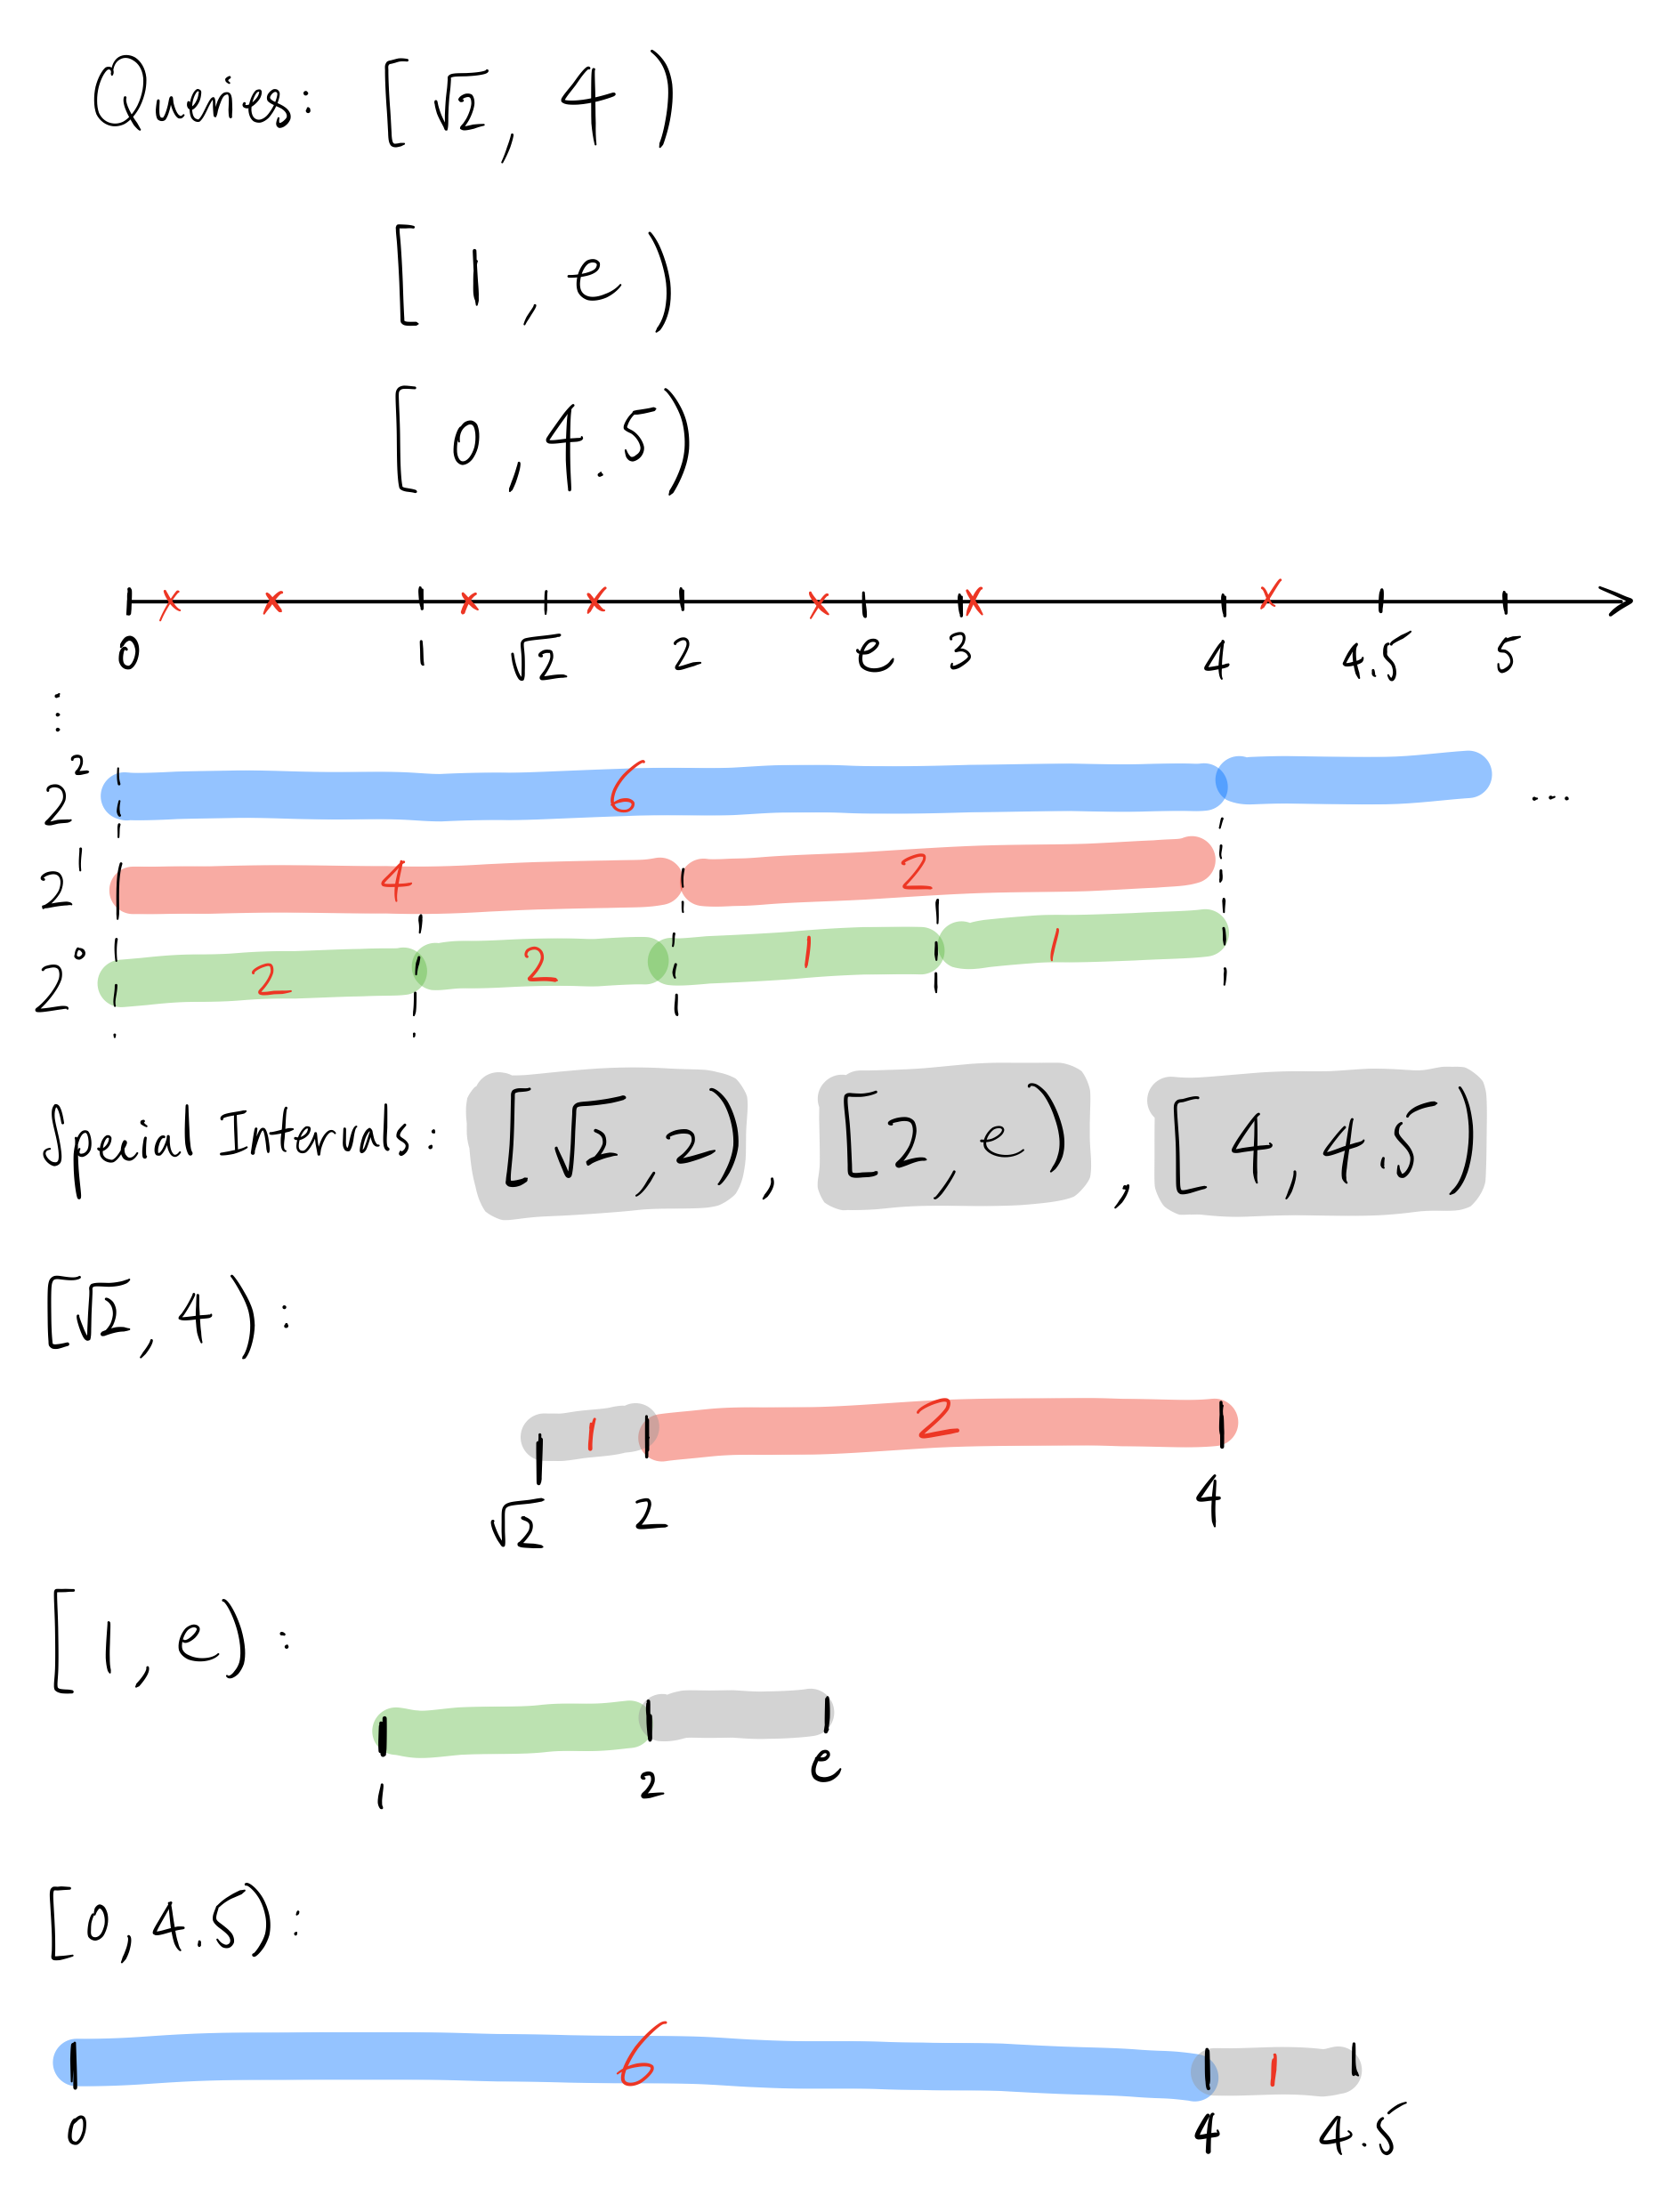 Queries: [√2, 4)
[1, e)
[0, 4.5)
x x x x x x x
0 1 √2 2 e 3 4 4.5 5
⋮
2² 6 ...
2¹ 4 2
2⁰ 2 2 1 1
Special Intervals: [√2, 2), [2, e), [4, 4.5)
[√2, 4):
1 2
√2 2 4
[1, e):
1 2 e
[0, 4.5):
6 1
0 4 4.5